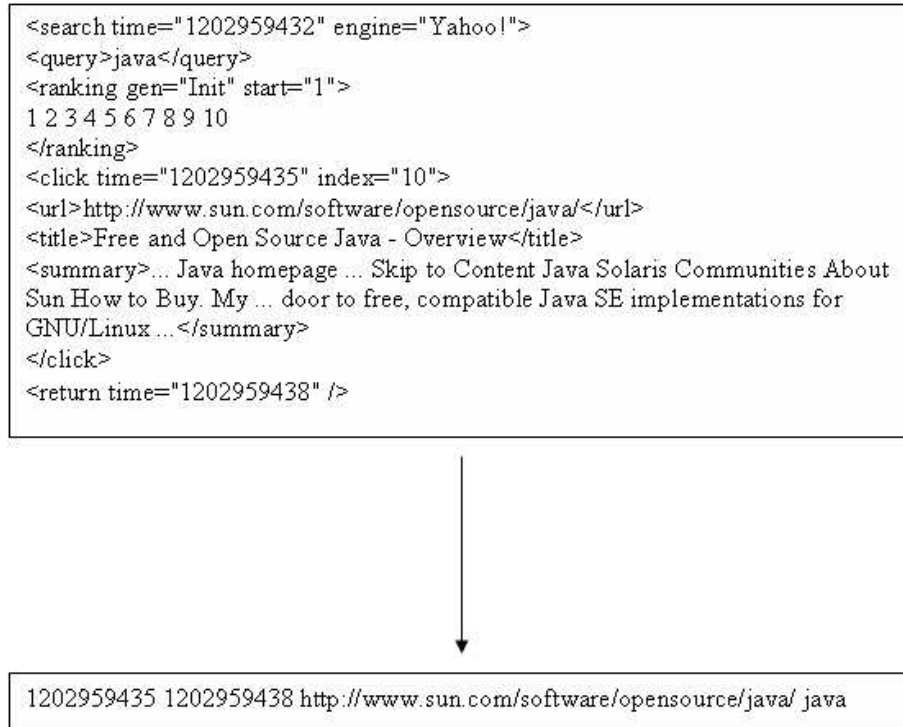 <search time="1202959432" engine="Yahoo!">
<query>java</query>
<ranking gen="Init" start="1">
1 2 3 4 5 6 7 8 9 10
</ranking>
<click time="1202959435" index="10">
<url>http://www.sun.com/software/opensource/java/</url>
<title>Free and Open Source Java - Overview</title>
<summary>... Java homepage ... Skip to Content Java Solaris Communities About
Sun How to Buy. My ... door to free, compatible Java SE implementations for
GNU/Linux ...</summary>
</click>
<return time="1202959438" />
1202959435 1202959438 http://www.sun.com/software/opensource/java/ java